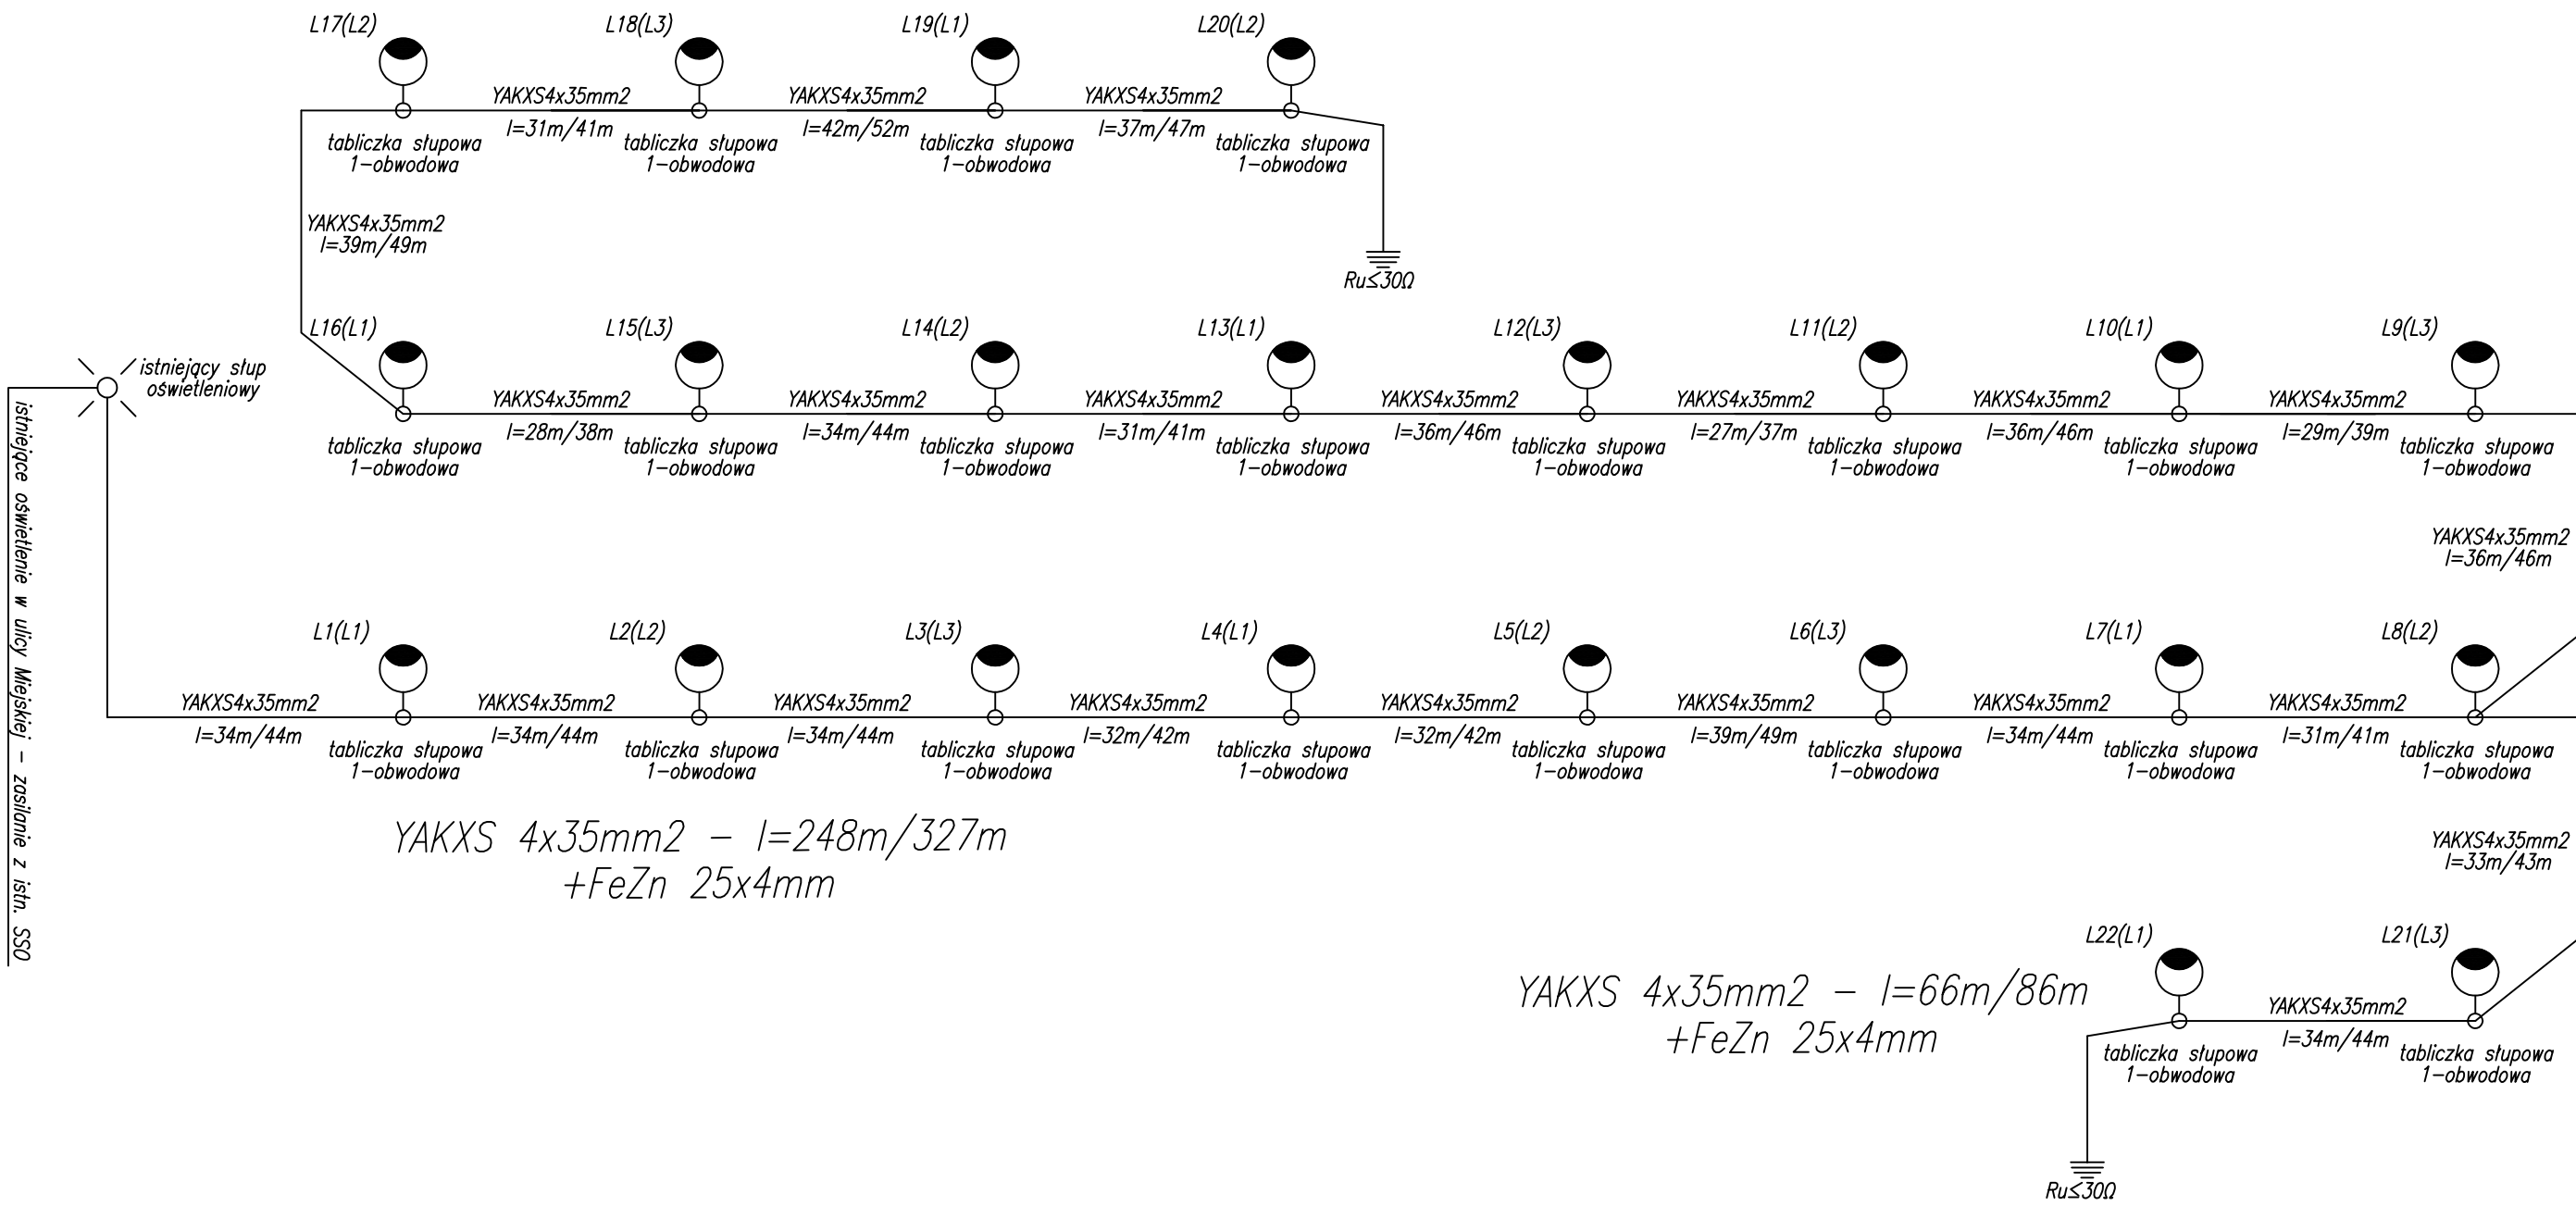 L17(L2)
L18(L3)
L19(L1)
L20(L2)
YAKXS4x35mm2
l=31m/41m
YAKXS4x35mm2
l=42m/52m
YAKXS4x35mm2
l=37m/47m
tabliczka słupowa
1-obwodowa
tabliczka słupowa
1-obwodowa
tabliczka słupowa
1-obwodowa
tabliczka słupowa
1-obwodowa
YAKXS4x35mm2
l=39m/49m
Ru≤30Ω
istniejący słup
oświetleniowy
istniejące oświetlenie w ulicy Miejskiej - zasilanie z istn. SSO
L16(L1)
L15(L3)
L14(L2)
L13(L1)
L12(L3)
L11(L2)
L10(L1)
L9(L3)
YAKXS4x35mm2
l=28m/38m
YAKXS4x35mm2
l=34m/44m
YAKXS4x35mm2
l=31m/41m
YAKXS4x35mm2
l=36m/46m
YAKXS4x35mm2
l=27m/37m
YAKXS4x35mm2
l=36m/46m
YAKXS4x35mm2
l=29m/39m
tabliczka słupowa
1-obwodowa
tabliczka słupowa
1-obwodowa
tabliczka słupowa
1-obwodowa
tabliczka słupowa
1-obwodowa
tabliczka słupowa
1-obwodowa
tabliczka słupowa
1-obwodowa
tabliczka słupowa
1-obwodowa
tabliczka słupowa
1-obwodowa
YAKXS4x35mm2
l=36m/46m
L1(L1)
L2(L2)
L3(L3)
L4(L1)
L5(L2)
L6(L3)
L7(L1)
L8(L2)
YAKXS4x35mm2
l=34m/44m
YAKXS4x35mm2
l=34m/44m
YAKXS4x35mm2
l=34m/44m
YAKXS4x35mm2
l=32m/42m
YAKXS4x35mm2
l=32m/42m
YAKXS4x35mm2
l=39m/49m
YAKXS4x35mm2
l=34m/44m
YAKXS4x35mm2
l=31m/41m
tabliczka słupowa
1-obwodowa
tabliczka słupowa
1-obwodowa
tabliczka słupowa
1-obwodowa
tabliczka słupowa
1-obwodowa
tabliczka słupowa
1-obwodowa
tabliczka słupowa
1-obwodowa
tabliczka słupowa
1-obwodowa
tabliczka słupowa
1-obwodowa
YAKXS 4x35mm2 - l=248m/327m
+FeZn 25x4mm
YAKXS4x35mm2
l=33m/43m
L22(L1)
L21(L3)
YAKXS 4x35mm2 - l=66m/86m
+FeZn 25x4mm
YAKXS4x35mm2
l=34m/44m
tabliczka słupowa
1-obwodowa
tabliczka słupowa
1-obwodowa
Ru≤30Ω